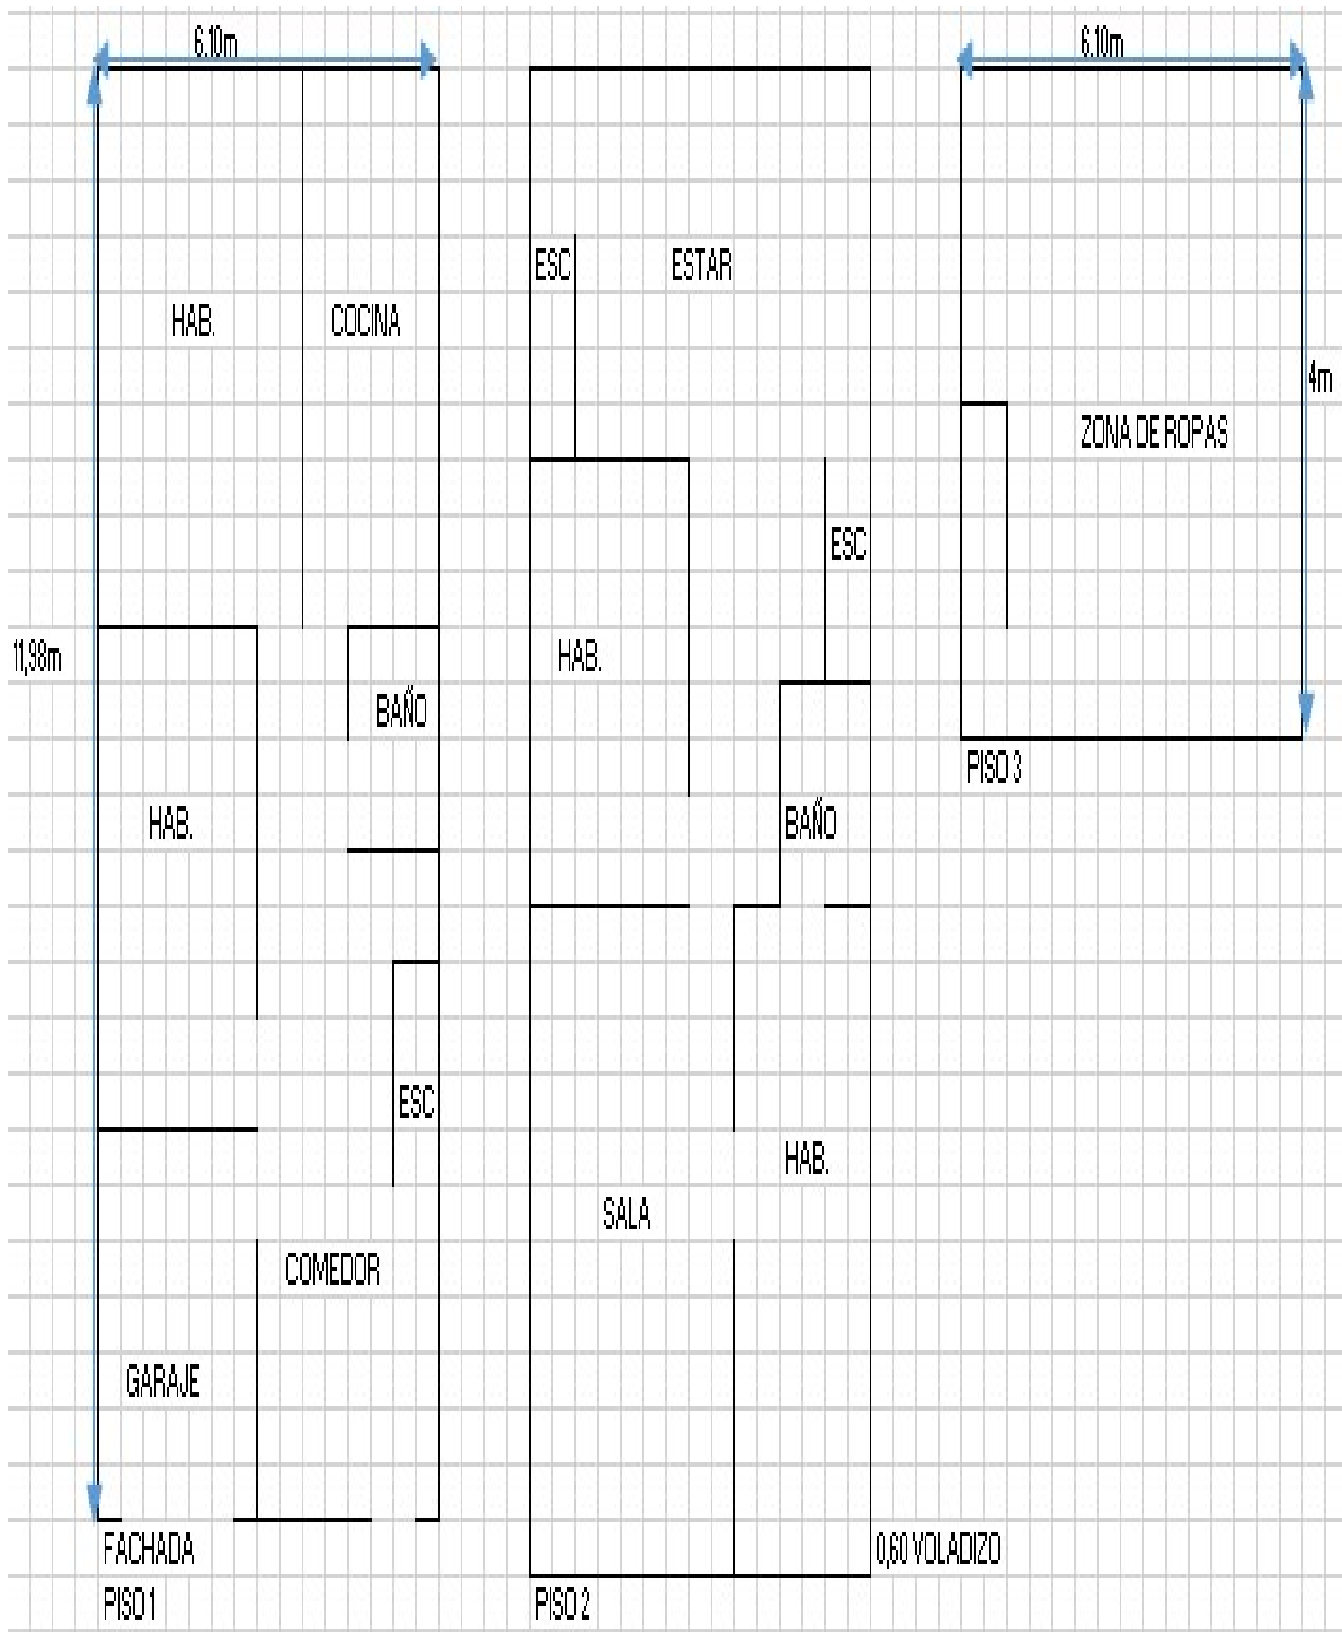 6.10m
6.10m
ESC
ESTAR
HAB.
COCINA
4m
ZONA DE ROPAS
ESC
11,98m
HAB.
BAÑO
PISO 3
HAB.
BAÑO
ESC
HAB.
SALA
COMEDOR
GARAJE
FACHADA
0,60 VOLADIZO
PISO 1
PISO 2